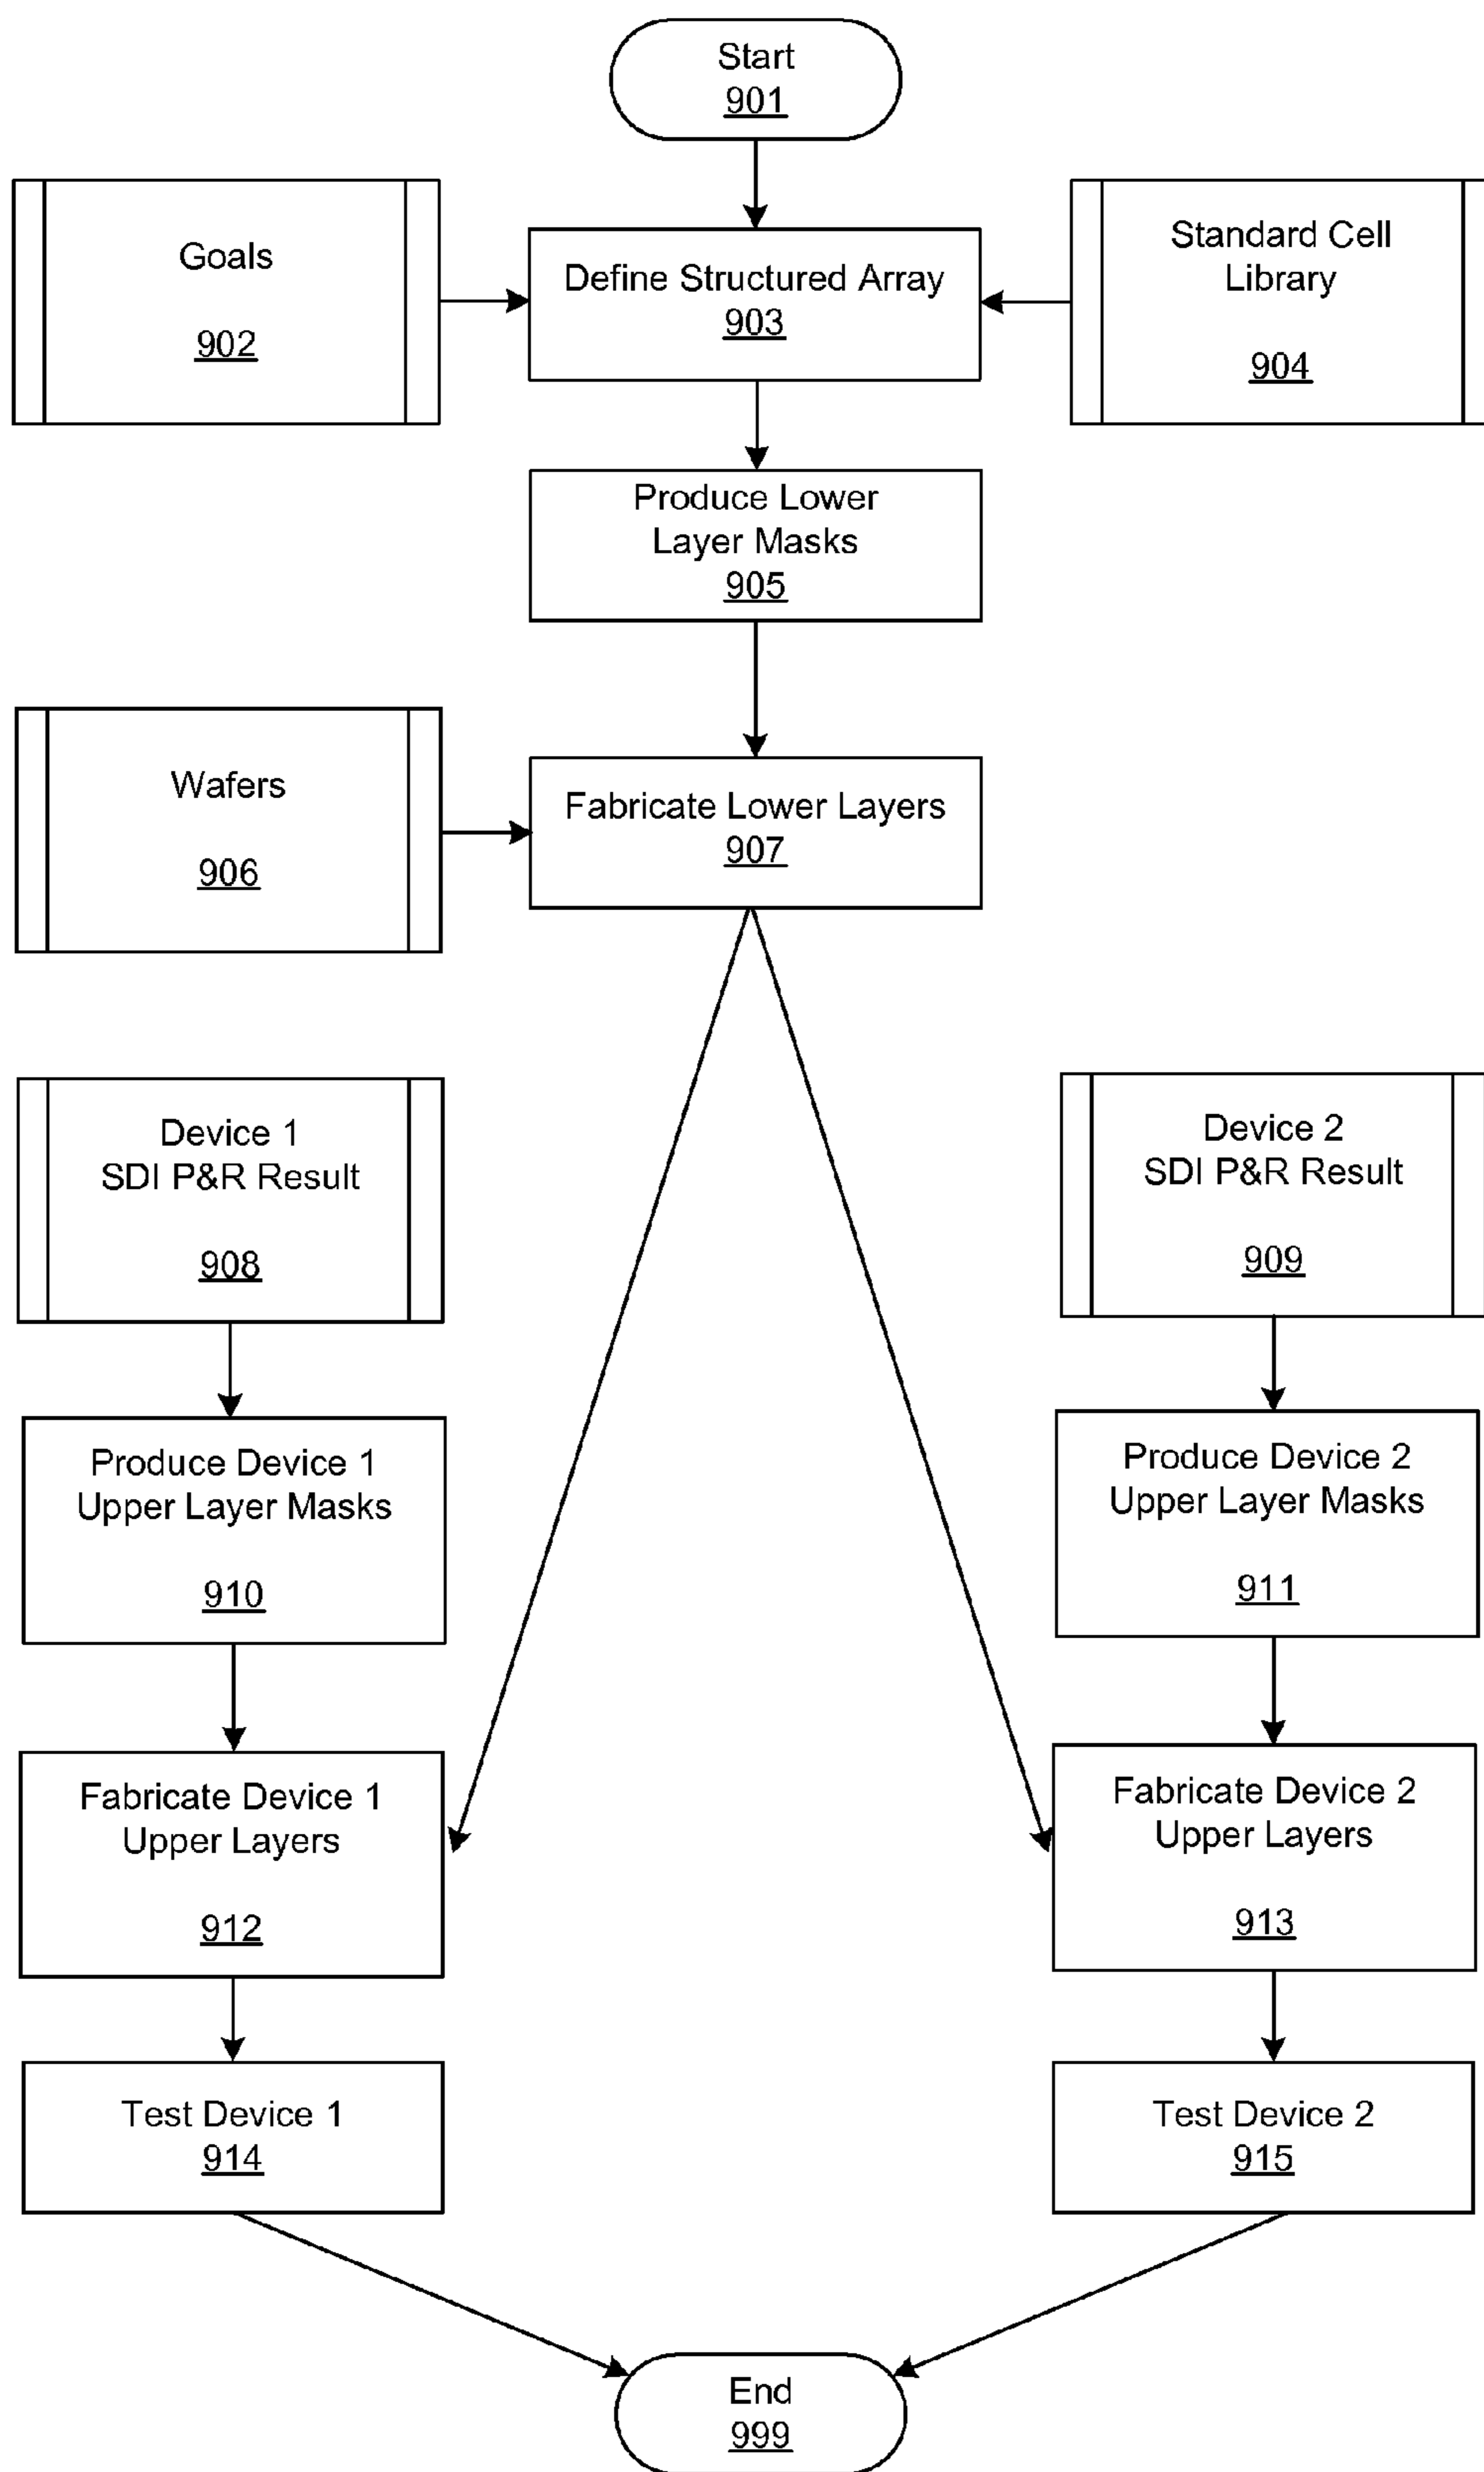 Start
901
Goals
902
Define Structured Array
903
Standard Cell
Library
904
Produce Lower
Layer Masks
905
Wafers
906
Fabricate Lower Layers
907
Device 1
SDI P&R Result
908
Device 2
SDI P&R Result
909
Produce Device 1
Upper Layer Masks
910
Produce Device 2
Upper Layer Masks
911
Fabricate Device 1
Upper Layers
912
Fabricate Device 2
Upper Layers
913
Test Device 1
914
Test Device 2
915
End
999